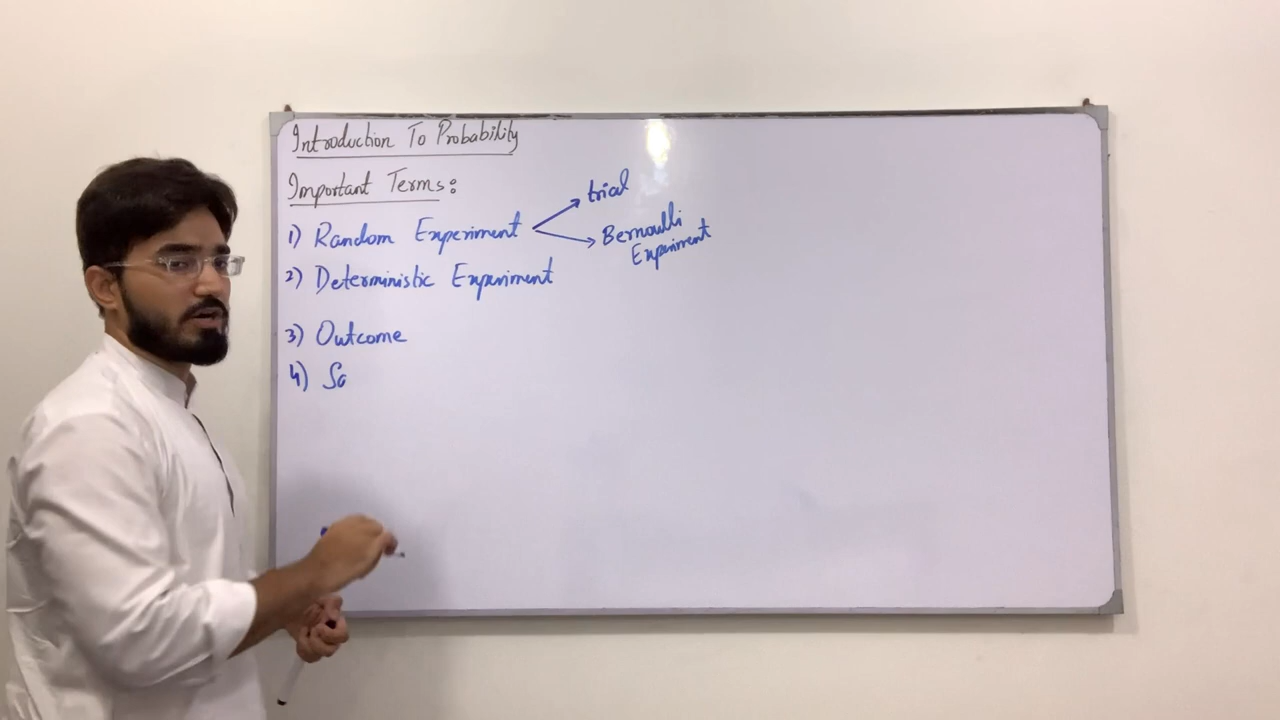 Introduction To Probability
Important Terms:
1) Random Experiment
trial
Bernoulli
Experiment
2) Deterministic Experiment
3) Outcome
4) Sa